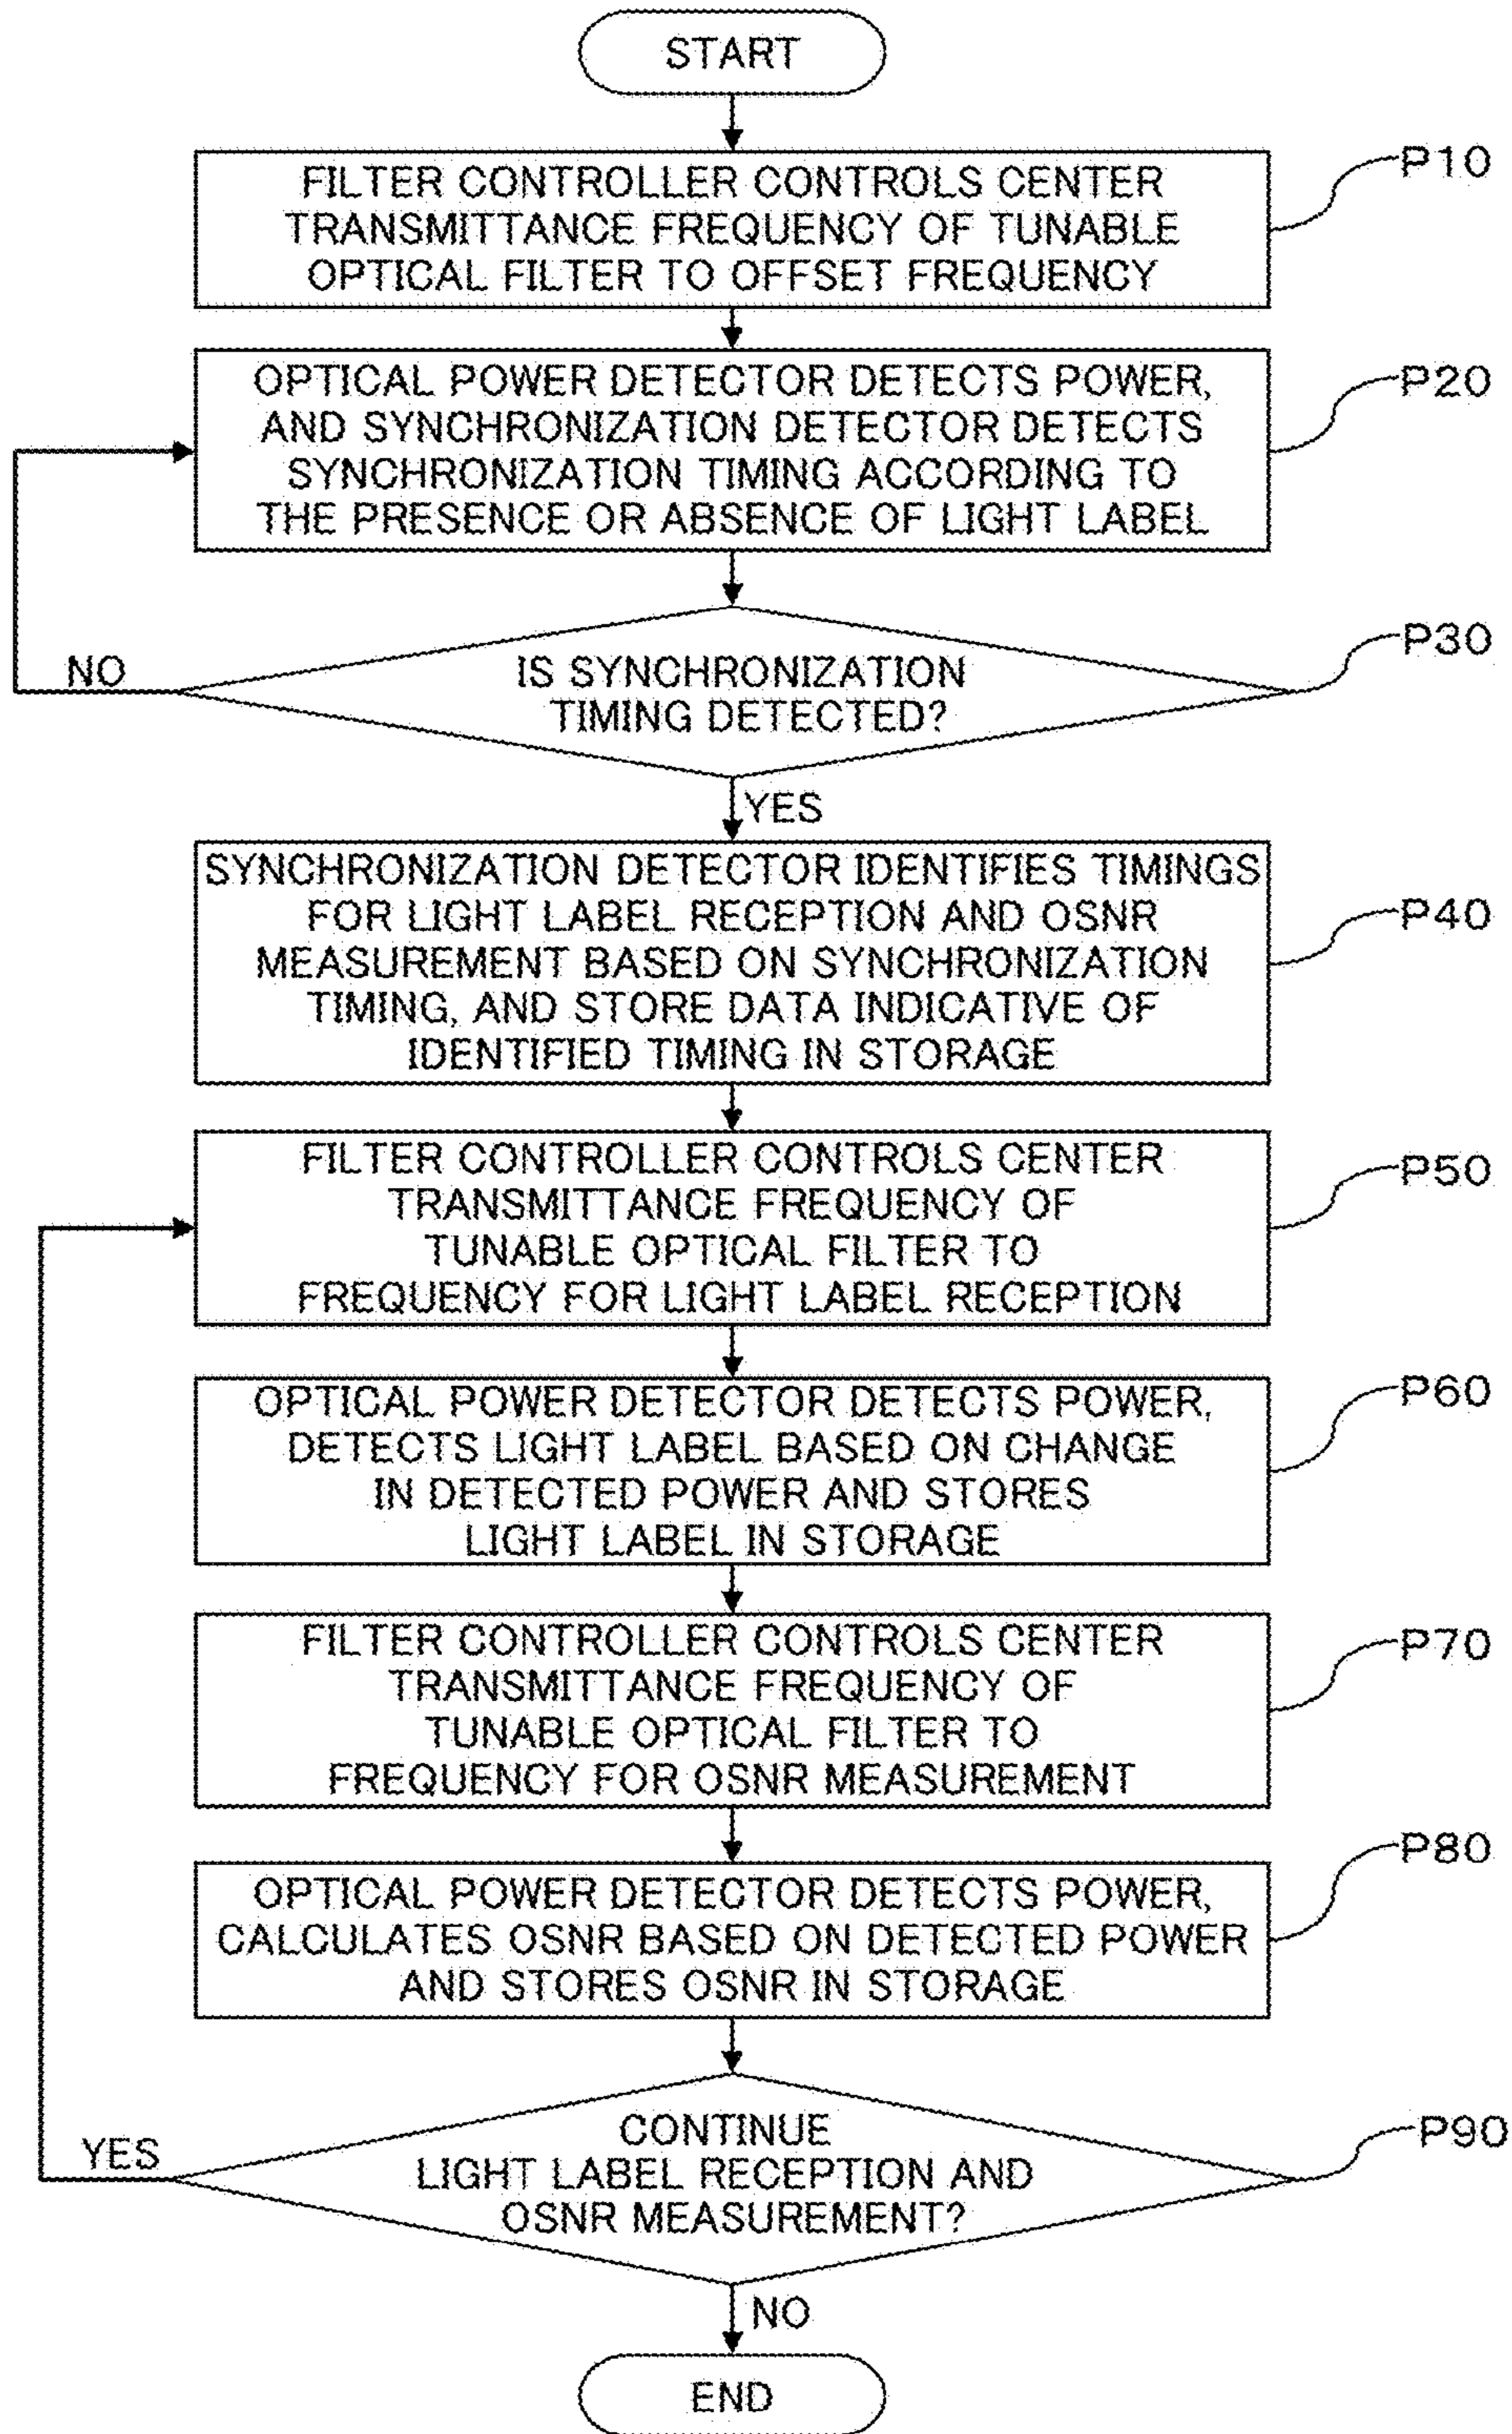 START
FILTER CONTROLLER CONTROLS CENTER
TRANSMITTANCE FREQUENCY OF TUNABLE
OPTICAL FILTER TO OFFSET FREQUENCY
P10
OPTICAL POWER DETECTOR DETECTS POWER,
AND SYNCHRONIZATION DETECTOR DETECTS
SYNCHRONIZATION TIMING ACCORDING TO
THE PRESENCE OR ABSENCE OF LIGHT LABEL
P20
IS SYNCHRONIZATION
TIMING DETECTED?
P30
NO
YES
SYNCHRONIZATION DETECTOR IDENTIFIES TIMINGS
FOR LIGHT LABEL RECEPTION AND OSNR
MEASUREMENT BASED ON SYNCHRONIZATION
TIMING, AND STORE DATA INDICATIVE OF
IDENTIFIED TIMING IN STORAGE
P40
FILTER CONTROLLER CONTROLS CENTER
TRANSMITTANCE FREQUENCY OF
TUNABLE OPTICAL FILTER TO
FREQUENCY FOR LIGHT LABEL RECEPTION
P50
OPTICAL POWER DETECTOR DETECTS POWER,
DETECTS LIGHT LABEL BASED ON CHANGE
IN DETECTED POWER AND STORES
LIGHT LABEL IN STORAGE
P60
FILTER CONTROLLER CONTROLS CENTER
TRANSMITTANCE FREQUENCY OF
TUNABLE OPTICAL FILTER TO
FREQUENCY FOR OSNR MEASUREMENT
P70
OPTICAL POWER DETECTOR DETECTS POWER,
CALCULATES OSNR BASED ON DETECTED POWER
AND STORES OSNR IN STORAGE
P80
CONTINUE
LIGHT LABEL RECEPTION AND
OSNR MEASUREMENT?
P90
YES
NO
END